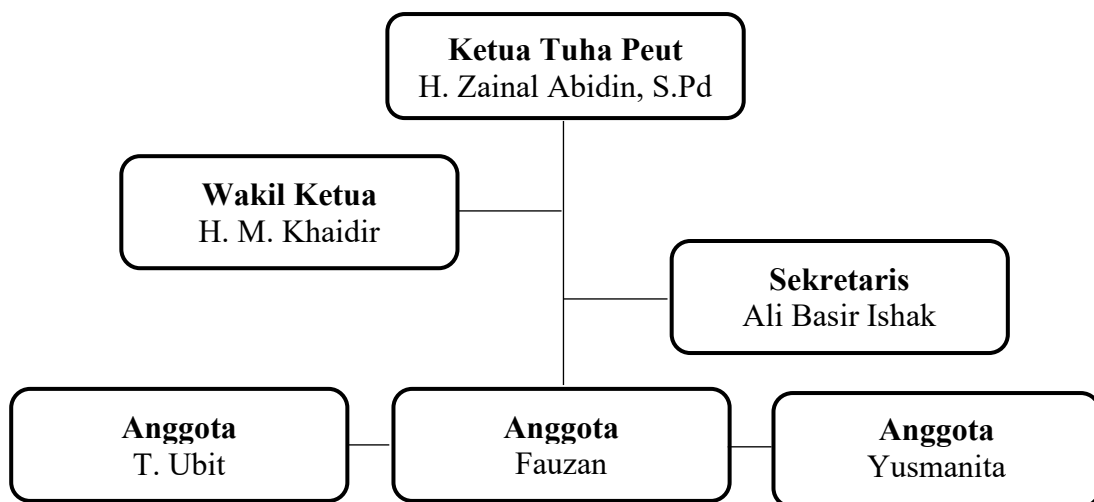 Ketua Tuha Peut
H. Zainal Abidin, S.Pd
Wakil Ketua
H. M. Khaidir
Sekretaris
Ali Basir Ishak
Anggota
T. Ubit
Anggota
Fauzan
Anggota
Yusmanita